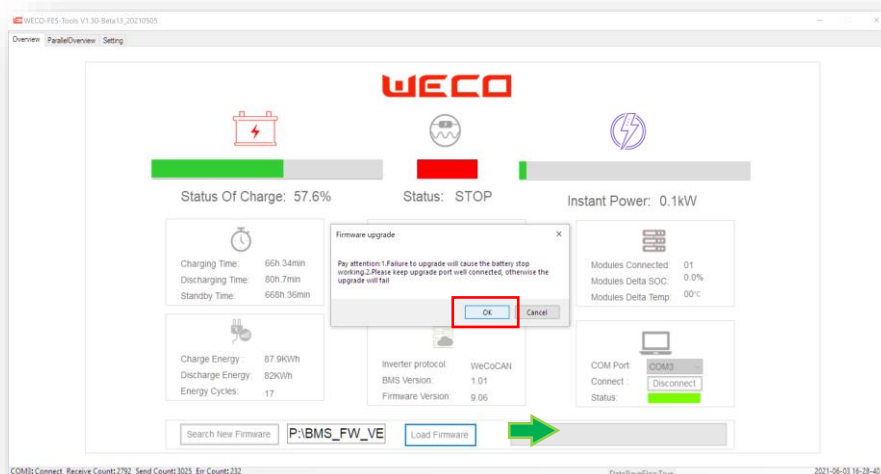 WECO-FES-Tools V1.30-Beta13_20210505
Overview ParallelOverview Setting
WECO
Status Of Charge: 57.6%
Status: STOP
Instant Power: 0.1kW
Charging Time: 66h.34min
Discharging Time: 80h.7min
Standby Time: 668h.36min
Firmware upgrade
Pay attention:1.Failure to upgrade will cause the battery stop
working.2.Please keep upgrade port well connected, otherwise the
upgrade will fail
OK Cancel
Modules Connected: 01
Modules Delta SOC: 0.0%
Modules Delta Temp: 00°C
Charge Energy : 87.9KWh
Discharge Energy: 82KWh
Energy Cycles: 17
Inverter protocol: WeCoCAN
BMS Version: 1.01
Firmware Version: 9.06
COM Port: COM3
Connect : Disconnect
Status:
Search New Firmware P:\BMS_FW_VE Load Firmware
COM3: Connect Receive Count: 2792 Send Count: 3025 Err Count: 232
DataSaveFlag:True
2021-06-03 16-28-40